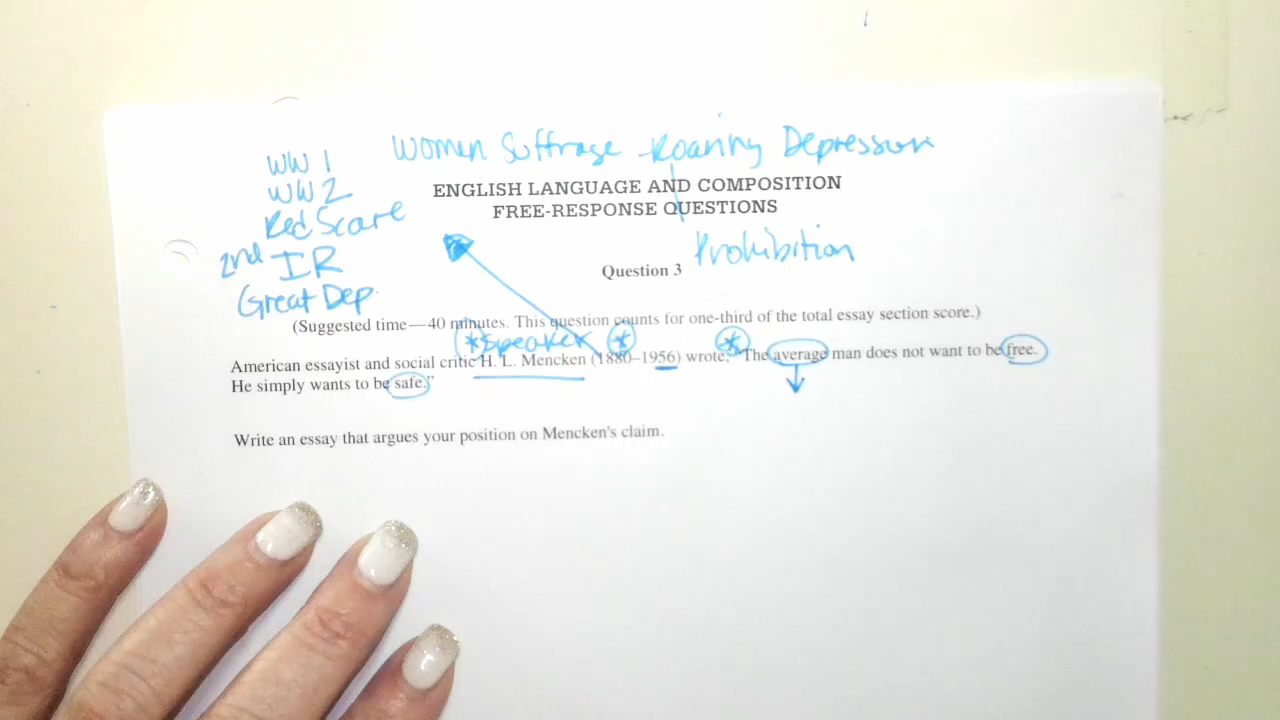 Women Suffrage Roaring Depression
WW 1
WW 2
Red Scare
2nd IR
Great Dep.
ENGLISH LANGUAGE AND COMPOSITION
FREE-RESPONSE QUESTIONS
Prohibition
Question 3
(Suggested time—40 minutes. This question counts for one-third of the total essay section score.)
*Speaker * *
American essayist and social critic H. L. Mencken (1880–1956) wrote, "The average man does not want to be free.
He simply wants to be safe."
Write an essay that argues your position on Mencken's claim.